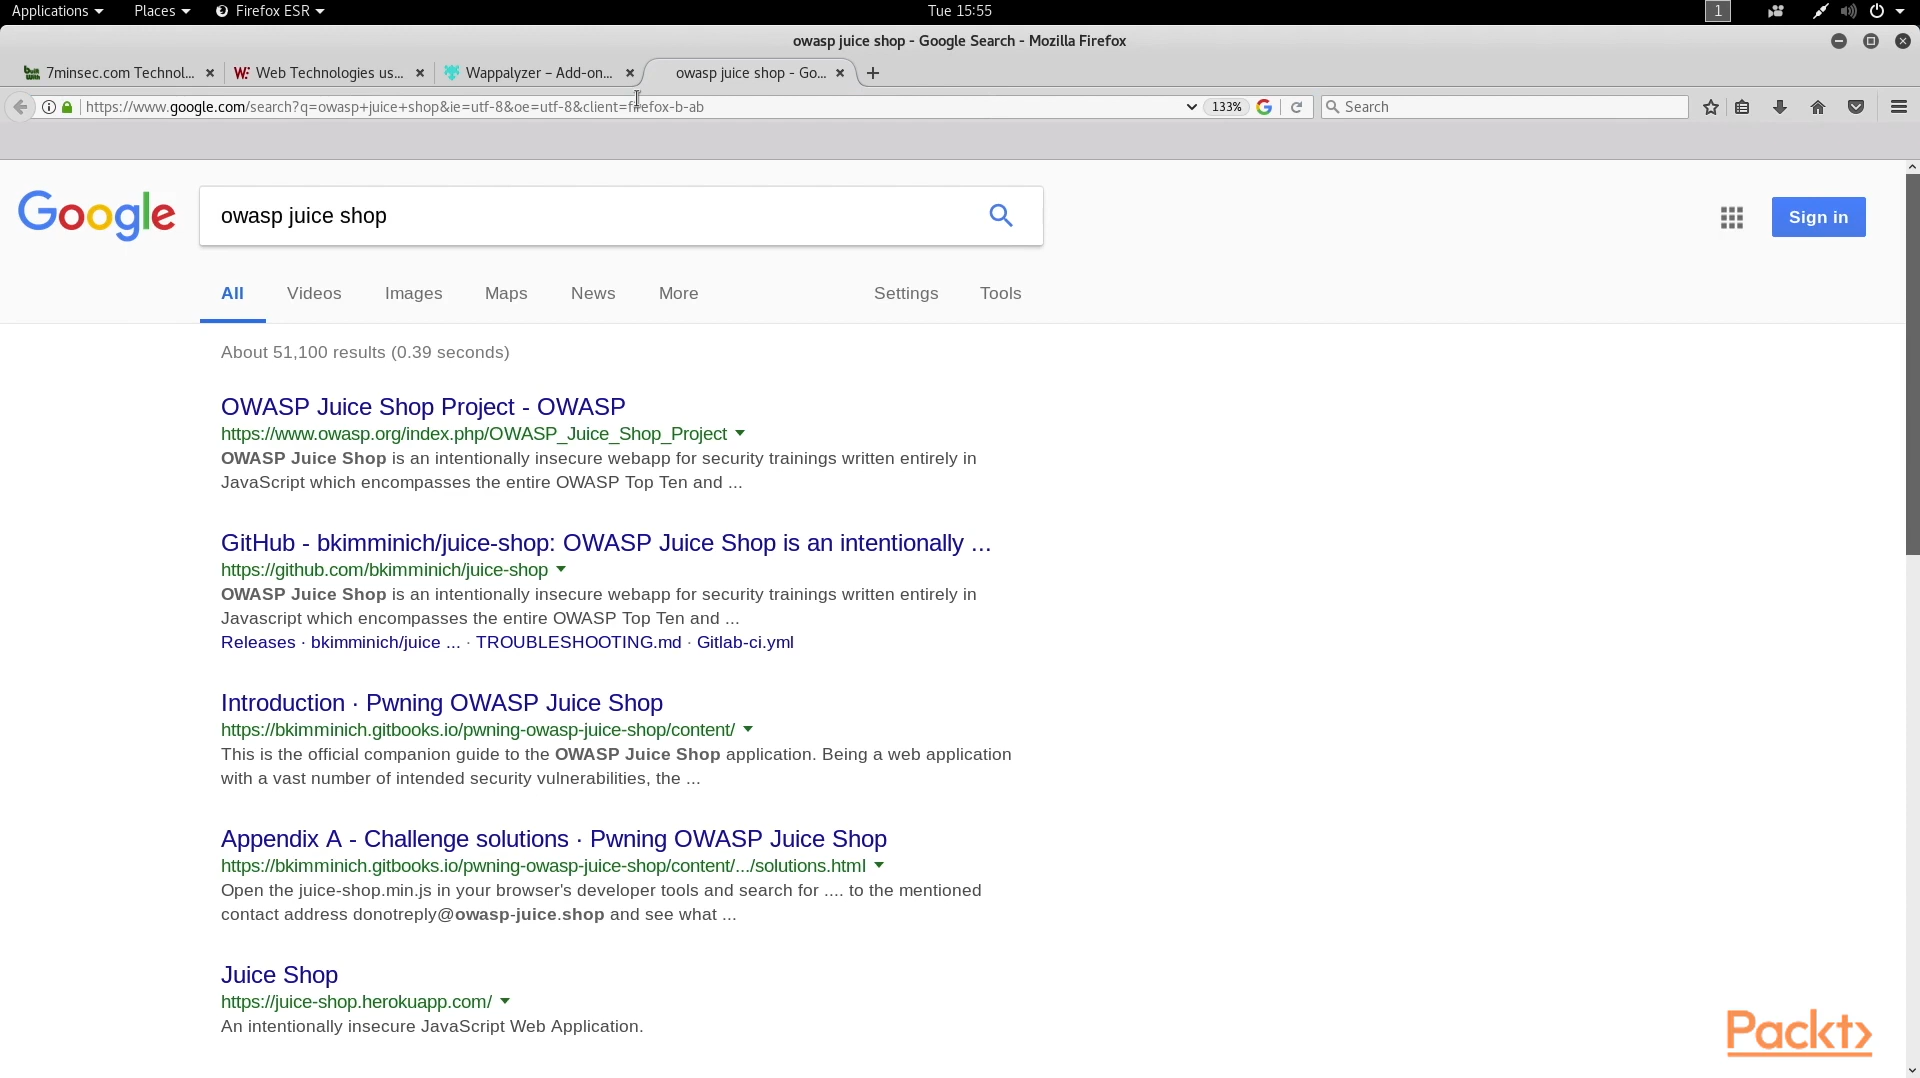 Applications Places Firefox ESR Tue 15:55 1
owasp juice shop - Google Search - Mozilla Firefox
7minsec.com Technol... Web Technologies us... Wappalyzer – Add-on... owasp juice shop - Go...
https://www.google.com/search?q=owasp+juice+shop&ie=utf-8&oe=utf-8&client=firefox-b-ab 133% Search
Google owasp juice shop Sign in
All Videos Images Maps News More Settings Tools
About 51,100 results (0.39 seconds)
OWASP Juice Shop Project - OWASP
https://www.owasp.org/index.php/OWASP_Juice_Shop_Project
OWASP Juice Shop is an intentionally insecure webapp for security trainings written entirely in
JavaScript which encompasses the entire OWASP Top Ten and ...
GitHub - bkimminich/juice-shop: OWASP Juice Shop is an intentionally ...
https://github.com/bkimminich/juice-shop
OWASP Juice Shop is an intentionally insecure webapp for security trainings written entirely in
Javascript which encompasses the entire OWASP Top Ten and ...
Releases · bkimminich/juice ... · TROUBLESHOOTING.md · Gitlab-ci.yml
Introduction · Pwning OWASP Juice Shop
https://bkimminich.gitbooks.io/pwning-owasp-juice-shop/content/
This is the official companion guide to the OWASP Juice Shop application. Being a web application
with a vast number of intended security vulnerabilities, the ...
Appendix A - Challenge solutions · Pwning OWASP Juice Shop
https://bkimminich.gitbooks.io/pwning-owasp-juice-shop/content/.../solutions.html
Open the juice-shop.min.js in your browser's developer tools and search for .... to the mentioned
contact address donotreply@owasp-juice.shop and see what ...
Juice Shop
https://juice-shop.herokuapp.com/
An intentionally insecure JavaScript Web Application.
Packt